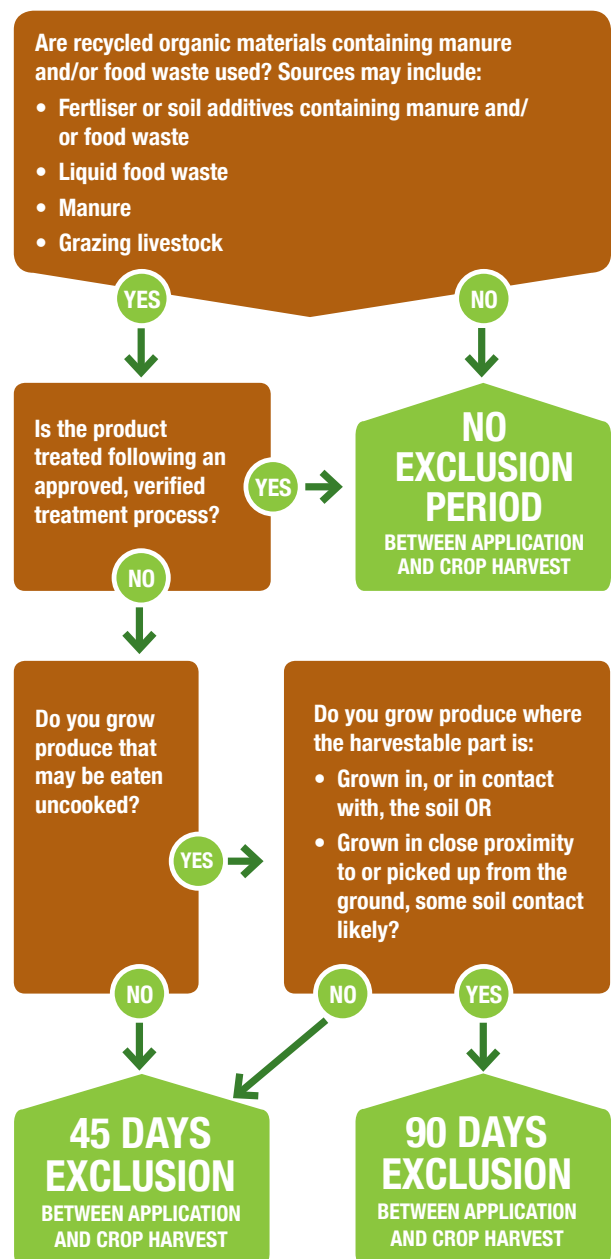 Are recycled organic materials containing manure
and/or food waste used? Sources may include:
• Fertliser or soil additives containing manure and/
or food waste
• Liquid food waste
• Manure
• Grazing livestock
YES
NO
Is the product
treated following an
approved, verified
treatment process?
YES
NO
EXCLUSION
PERIOD
BETWEEN APPLICATION
AND CROP HARVEST
NO
Do you grow
produce that
may be eaten
uncooked?
YES
Do you grow produce where
the harvestable part is:
• Grown in, or in contact
with, the soil OR
• Grown in close proximity
to or picked up from the
ground, some soil contact
likely?
NO
NO
YES
45 DAYS
EXCLUSION
BETWEEN APPLICATION
AND CROP HARVEST
90 DAYS
EXCLUSION
BETWEEN APPLICATION
AND CROP HARVEST